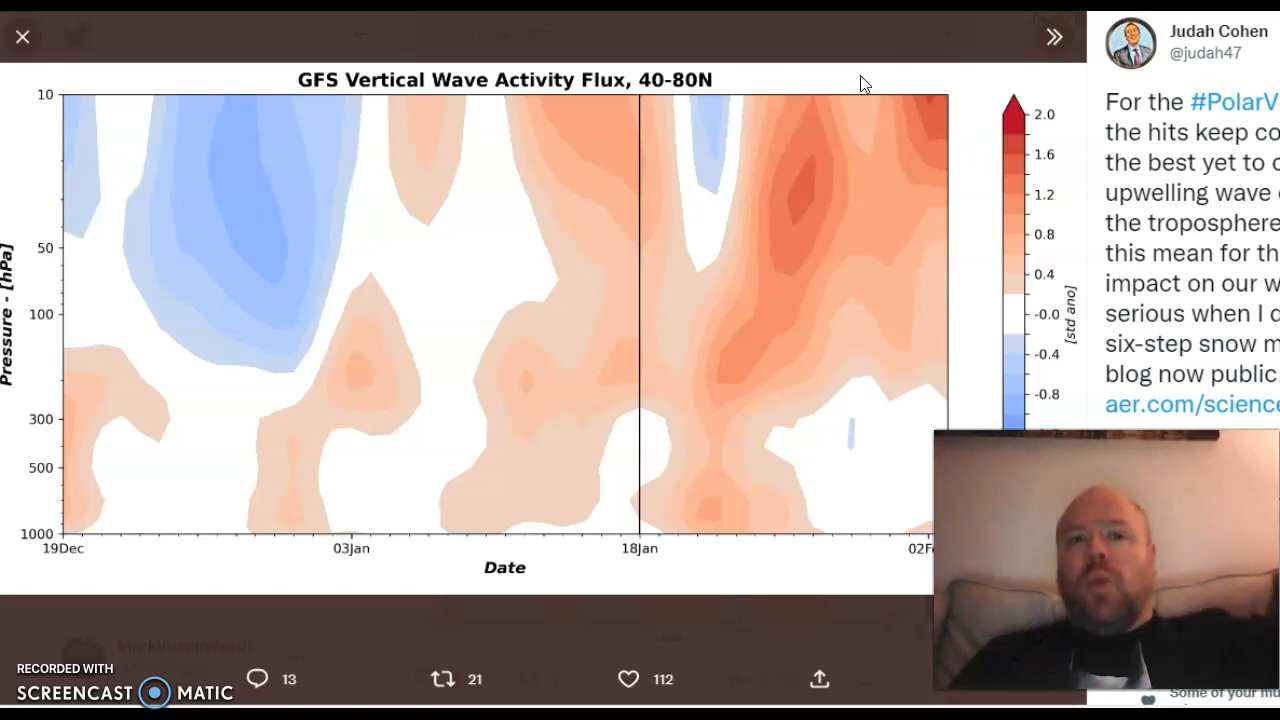 GFS Vertical Wave Activity Flux, 40-80N
10
50
100
300
500
1000
Pressure - [hPa]
19Dec
03Jan
18Jan
Date
2.0
1.6
1.2
0.8
0.4
-0.0
-0.4
-0.8
[std ano]
Judah Cohen
@judah47
For the #PolarV
the hits keep co
the best yet to c
upwelling wave
the troposphere
this mean for th
impact on our w
serious when I d
six-step snow m
blog now public:
aer.com/science
13
21
112
RECORDED WITH
SCREENCAST MATIC
Some of your mu